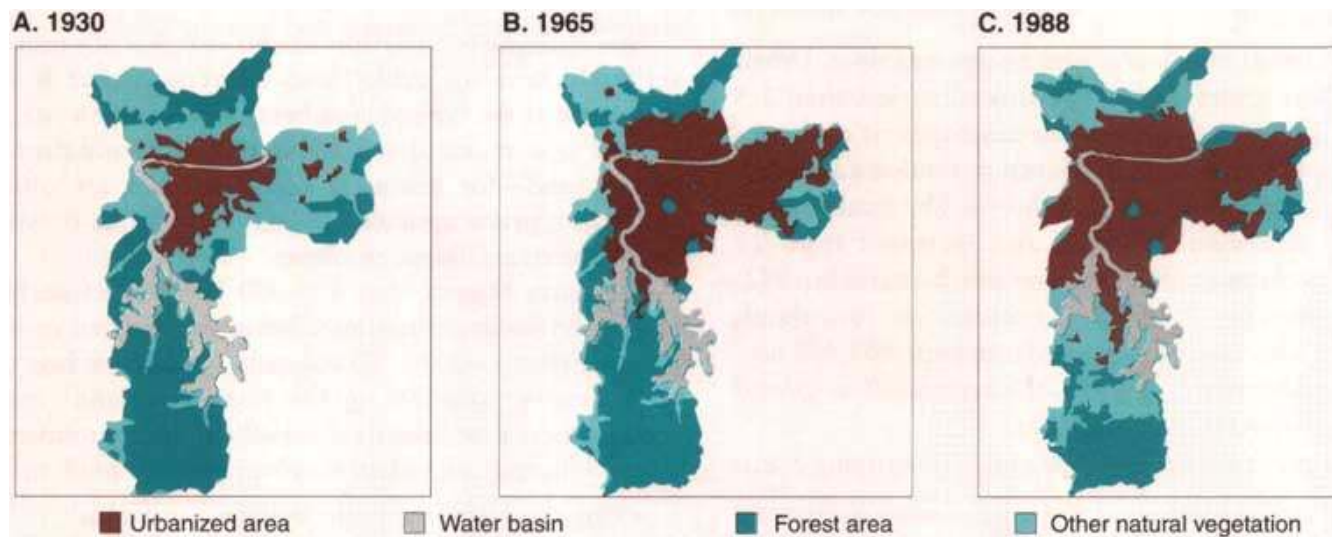 A. 1930
B. 1965
C. 1988
Urbanized area
Water basin
Forest area
Other natural vegetation